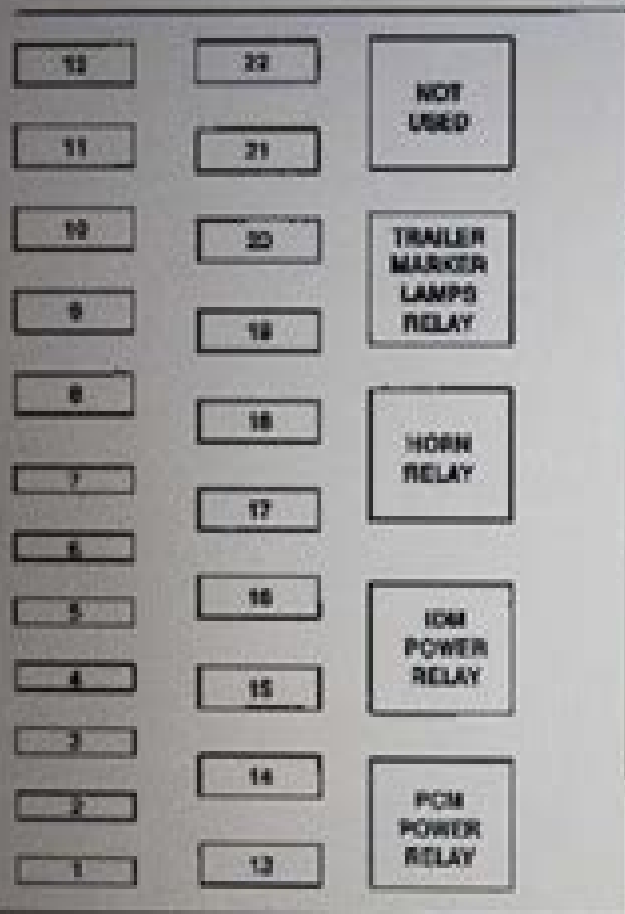 12
22
NOT
USED
11
21
10
20
TRAILER
MARKER
LAMPS
RELAY
9
19
8
18
HORN
RELAY
7
17
6
5
16
IDM
POWER
RELAY
4
15
3
14
PCM
POWER
RELAY
2
1
13